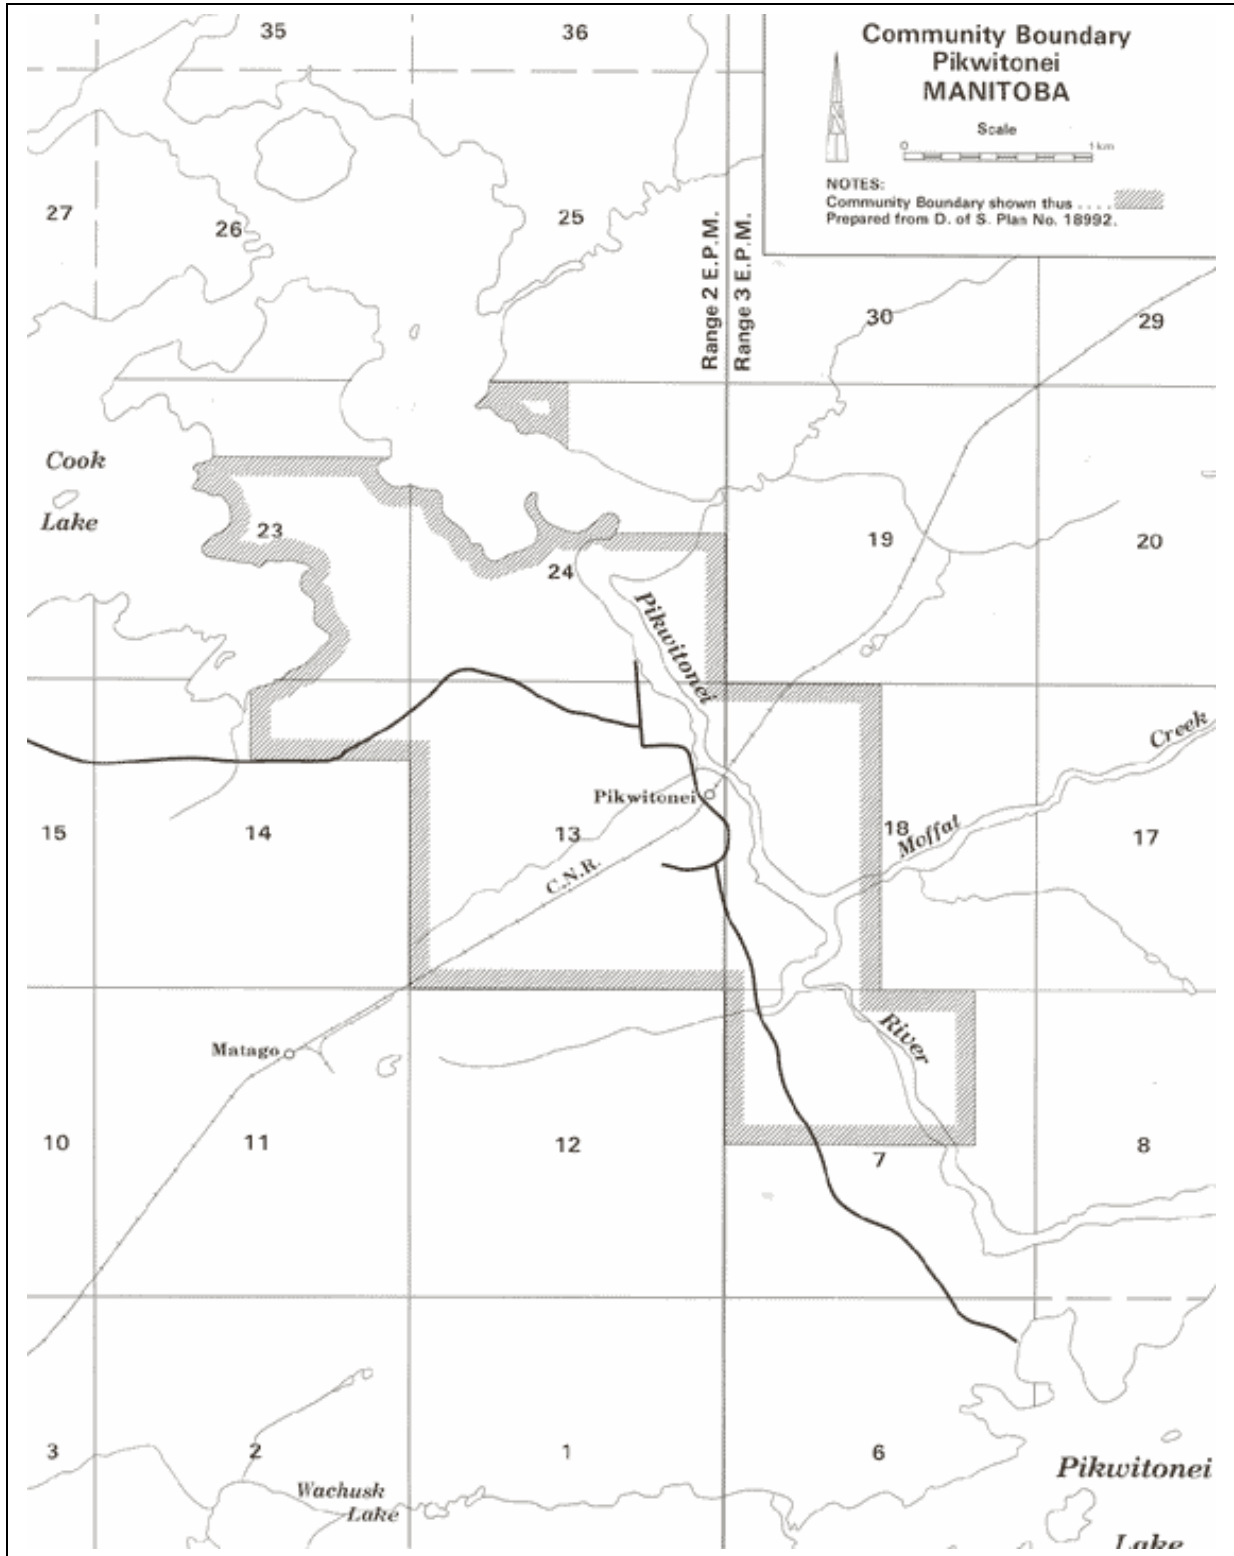 35
36
Community Boundary
Pikwitonei
MANITOBA
Scale
0 1 km
NOTES:
Community Boundary shown thus ....
Prepared from D. of S. Plan No. 18992.
27
26
25
Range 2 E.P.M.
Range 3 E.P.M.
30
29
Cook
Lake
23
24
19
20
Pikwitonei
Creek
Pikwitonei
15
14
13
18
Moffat
17
C.N.R.
River
Matago
10
11
12
7
8
3
2
1
6
Wachusk
Lake
Pikwitonei
Lake